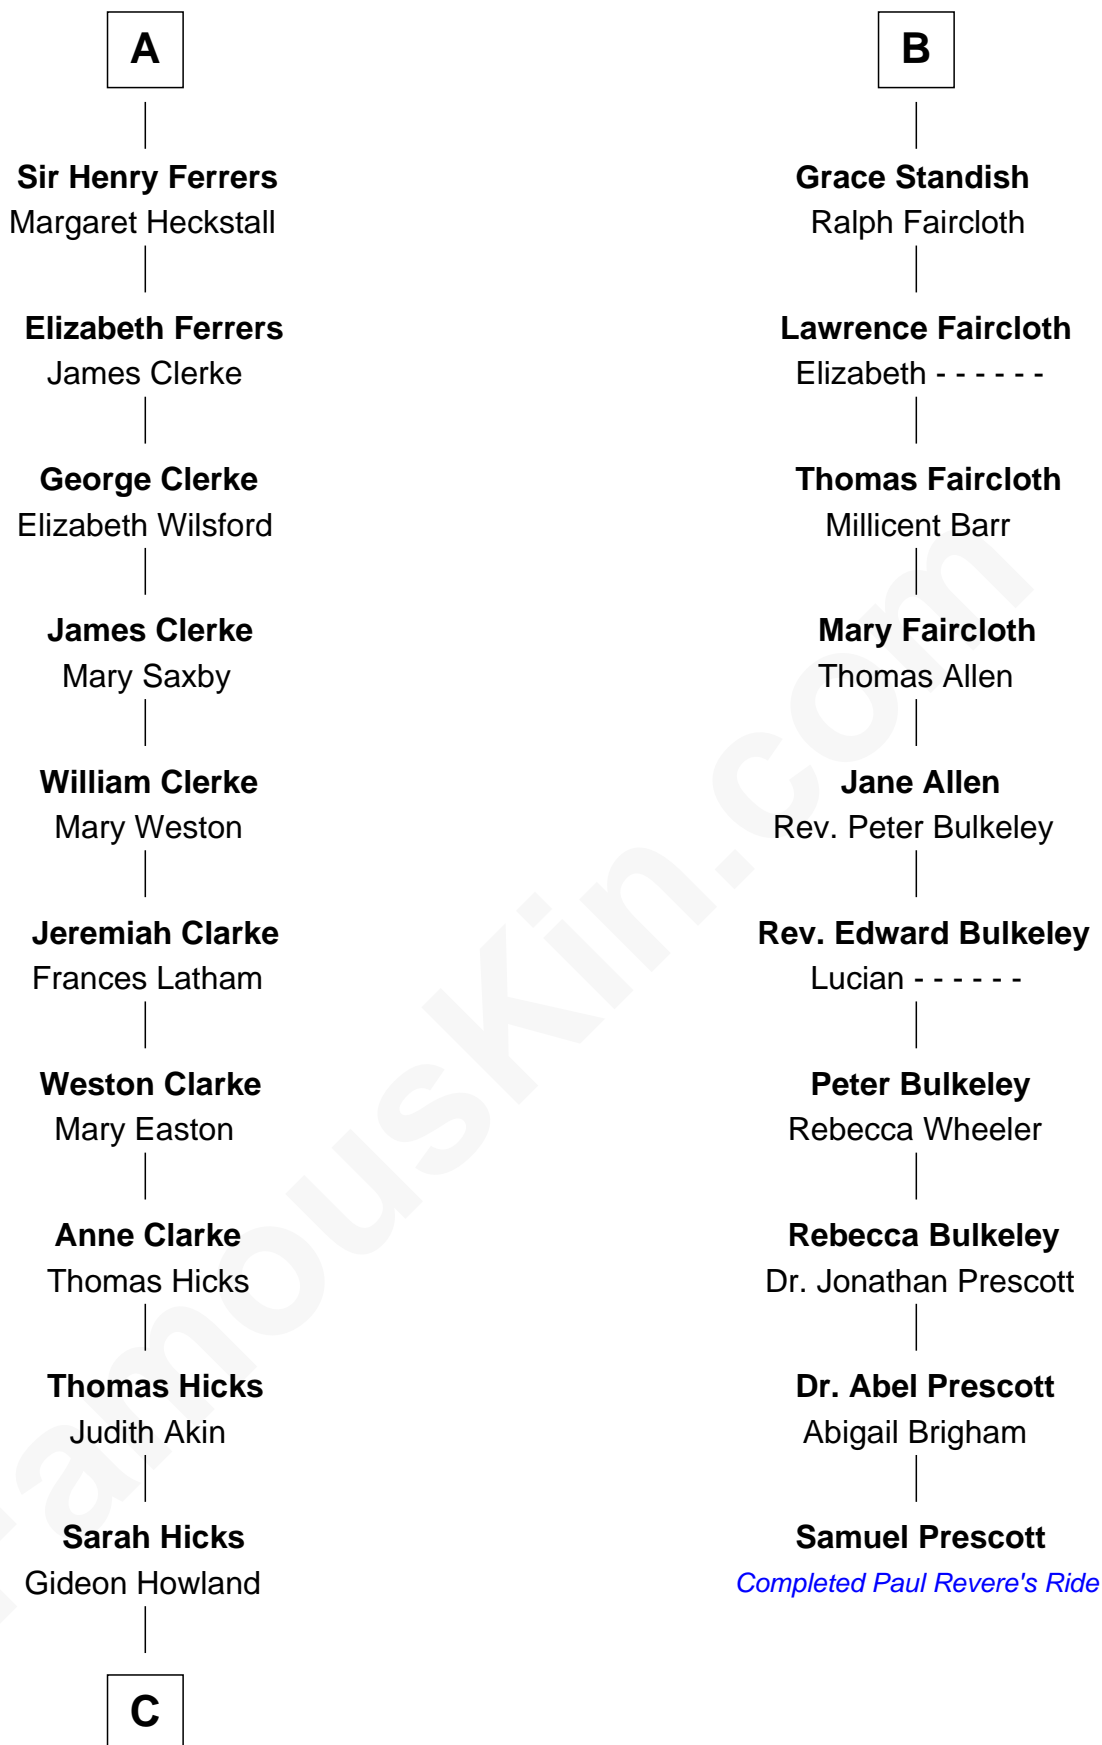 A
Sir Henry Ferrers
Margaret Heckstall
Elizabeth Ferrers
James Clerke
George Clerke
Elizabeth Wilsford
James Clerke
Mary Saxby
William Clerke
Mary Weston
Jeremiah Clarke
Frances Latham
Weston Clarke
Mary Easton
Anne Clarke
Thomas Hicks
Thomas Hicks
Judith Akin
Sarah Hicks
Gideon Howland
C
B
Grace Standish
Ralph Faircloth
Lawrence Faircloth
Elizabeth - - - - - -
Thomas Faircloth
Millicent Barr
Mary Faircloth
Thomas Allen
Jane Allen
Rev. Peter Bulkeley
Rev. Edward Bulkeley
Lucian - - - - - -
Peter Bulkeley
Rebecca Wheeler
Rebecca Bulkeley
Dr. Jonathan Prescott
Dr. Abel Prescott
Abigail Brigham
Samuel Prescott
Completed Paul Revere's Ride
FamousKin.com